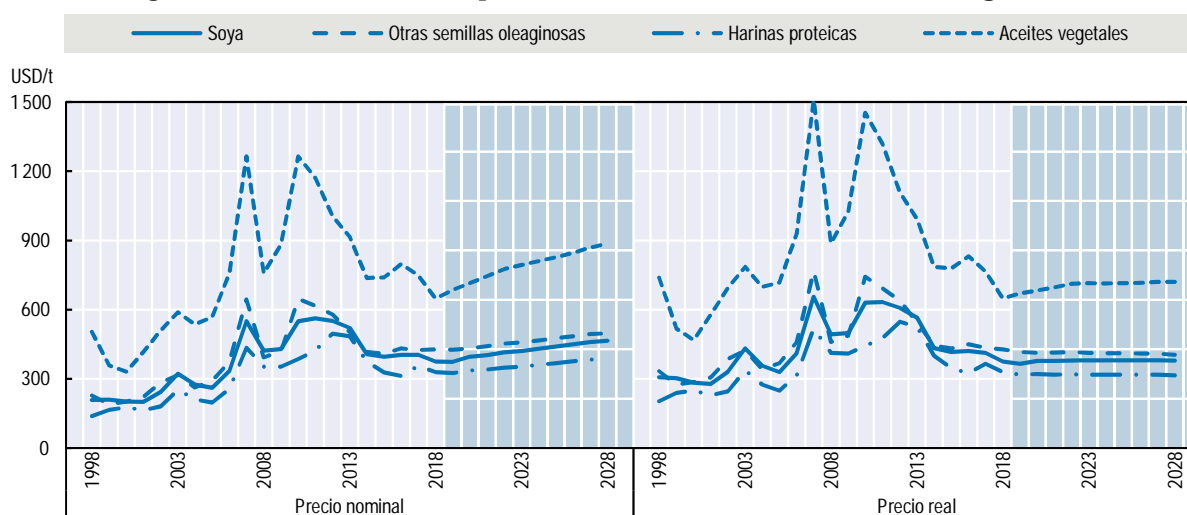 Soya Otras semillas oleaginosas Harinas proteicas Aceites vegetales
USD/t
1 500
1 200
900
600
300
0
1998 2003 2008 2013 2018 2023 2028 1998 2003 2008 2013 2018 2023 2028
Precio nominal Precio real